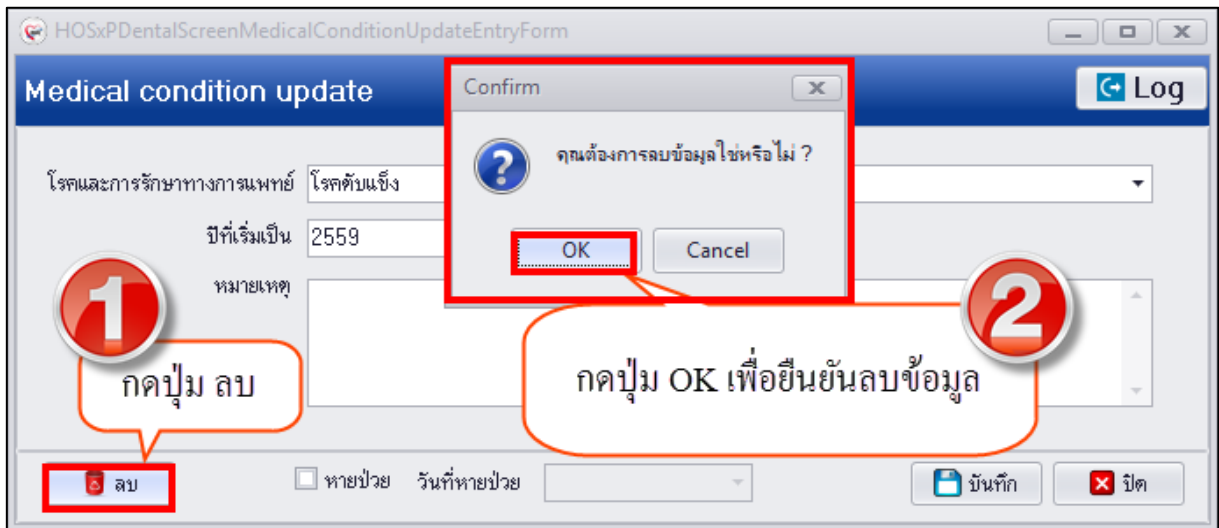 HOSxPDentalScreenMedicalConditionUpdateEntryForm
Medical condition update
Log
Confirm
คุณต้องการลบข้อมูลใช่หรือไม่ ?
OK
Cancel
โรคและการรักษาทางการแพทย์
โรคตับแข็ง
ปีที่เริ่มเป็น
2559
หมายเหตุ
1
กดปุ่ม ลบ
2
กดปุ่ม OK เพื่อยืนยันลบข้อมูล
ลบ
หายป่วย
วันที่หายป่วย
บันทึก
ปิด